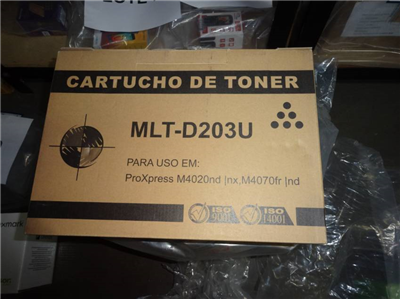 CARTUCHO DE TONER
MLT-D203U
PARA USO EM:
ProXpress M4020nd |nx,M4070fr |nd
ISO
9001
ISO
14001